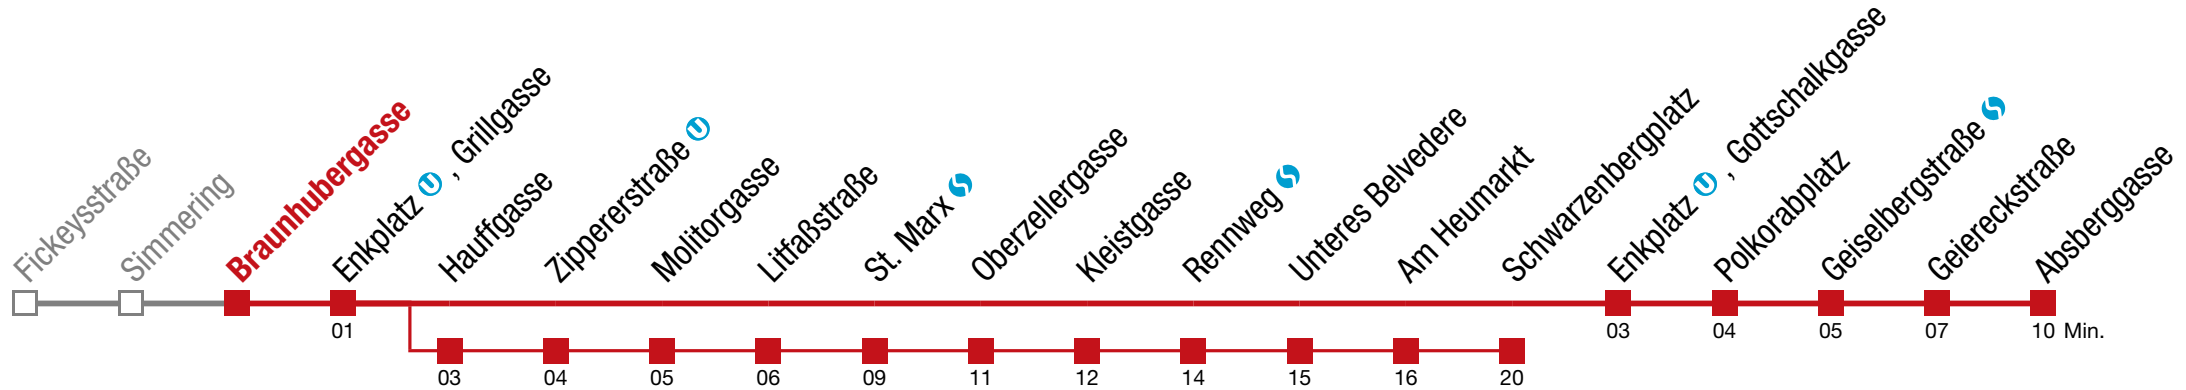 Fickeysstraße
Simmering
Braunhubergasse
Enkplatz U, Grillgasse
Hauffgasse
Zippererstraße U
Molitorgasse
Litfaßstraße
St. Marx S
Oberzellergasse
Kleistgasse
Rennweg S
Unteres Belvedere
Am Heumarkt
Schwarzenbergplatz
Enkplatz U, Gottschalkgasse
Polkorabplatz
Geiselbergstraße S
Geiereckstraße
Absberggasse
01 03 04 05 07 10 Min.
03 04 05 06 09 11 12 14 15 16 20